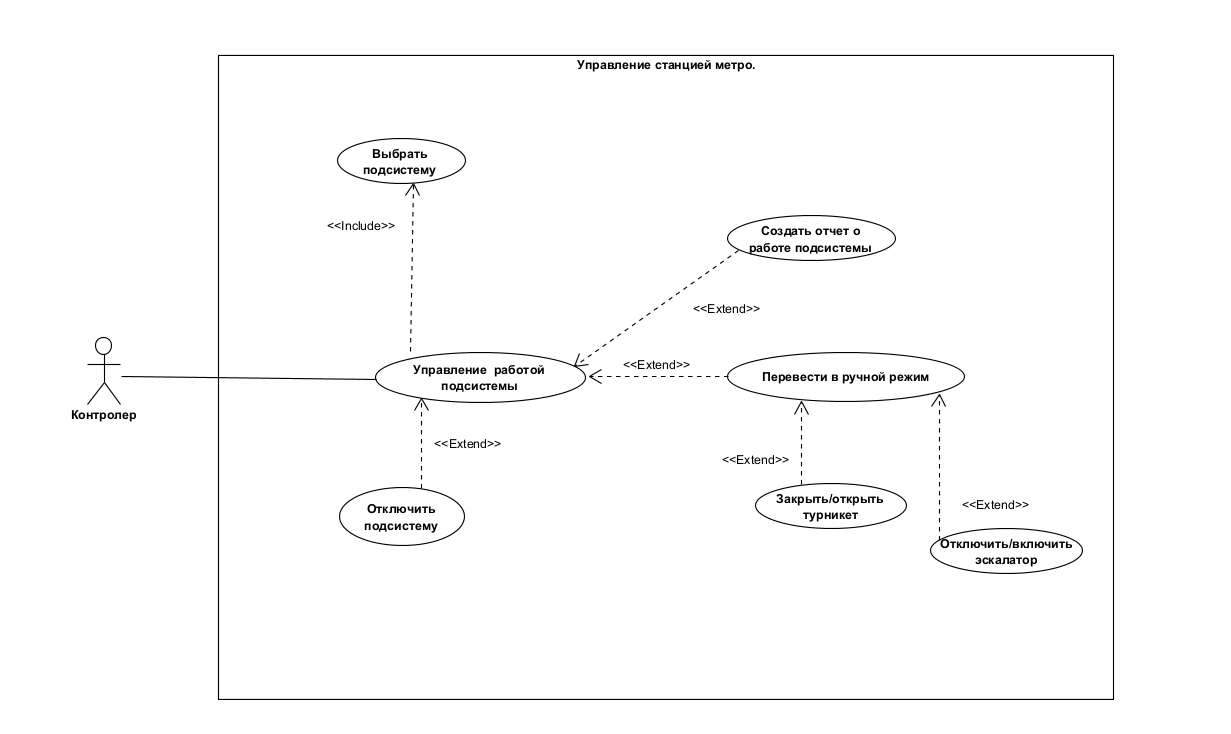 Управление станцией метро.
Выбрать
подсистему
<<Include>>
Создать отчет о
работе подсистемы
<<Extend>>
<<Extend>>
Управление работой
подсистемы
Перевести в ручной режим
Контролер
<<Extend>>
<<Extend>>
Закрыть/открыть
турникет
<<Extend>>
Отключить
подсистему
Отключить/включить
эскалатор